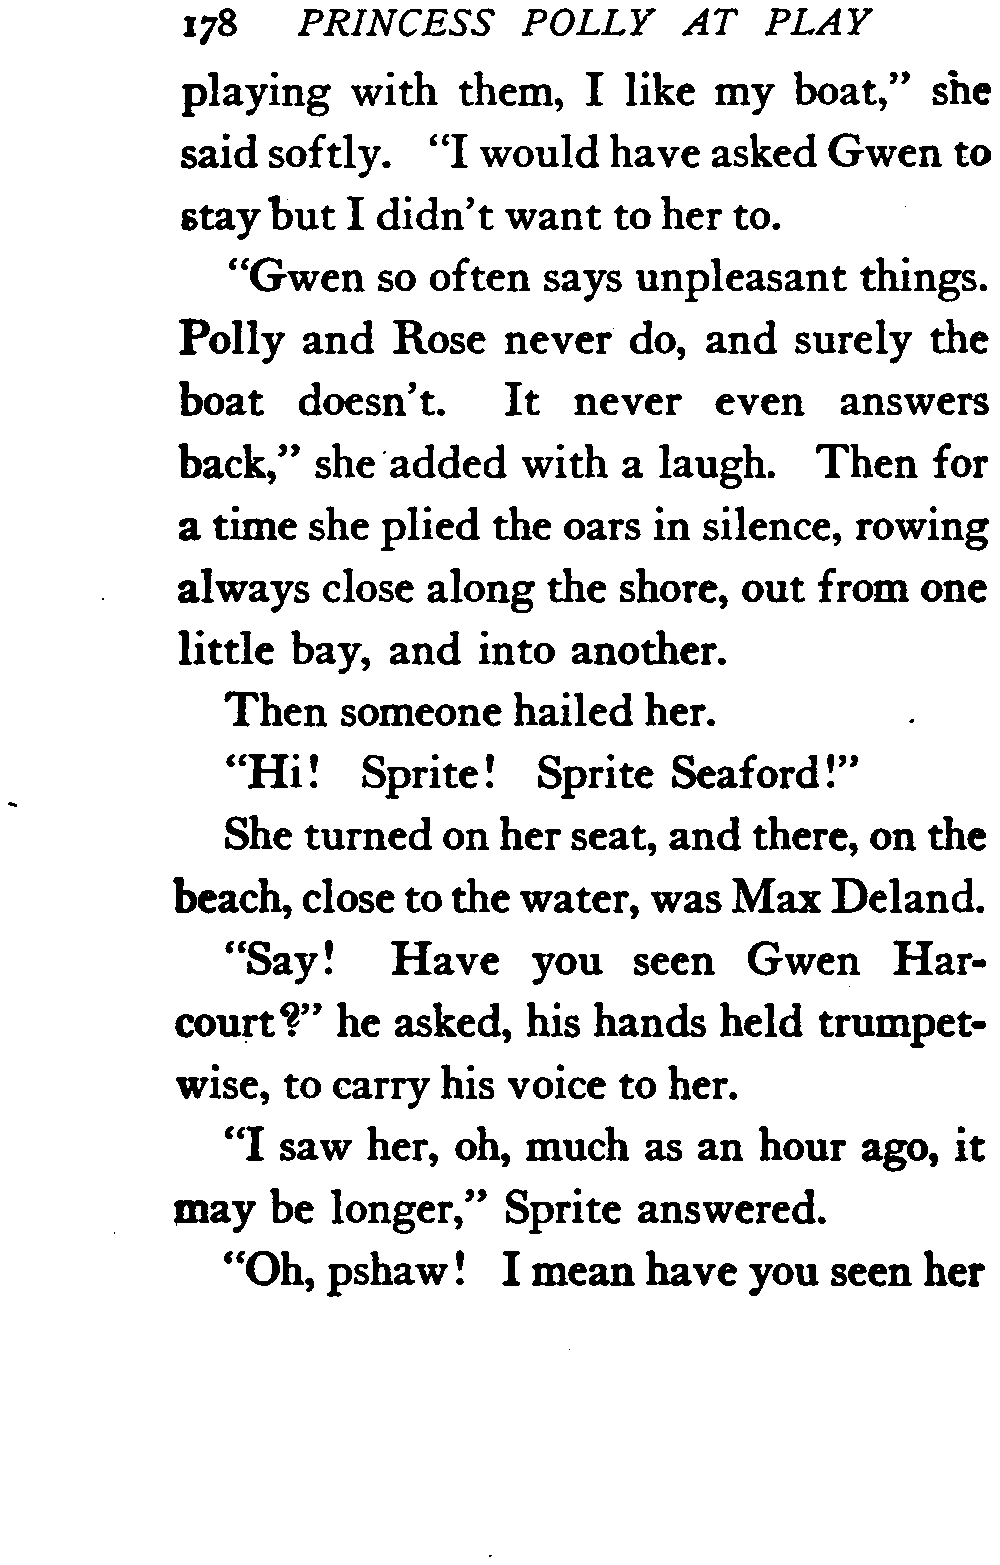 178 PRINCESS POLLY AT PLAY
playing with them, I like my boat," she
said softly. "I would have asked Gwen to
stay but I didn't want to her to.
"Gwen so often says unpleasant things.
Polly and Rose never do, and surely the
boat doesn't. It never even answers
back," she added with a laugh. Then for
a time she plied the oars in silence, rowing
always close along the shore, out from one
little bay, and into another.
Then someone hailed her.
"Hi! Sprite! Sprite Seaford!"
She turned on her seat, and there, on the
beach, close to the water, was Max Deland.
"Say! Have you seen Gwen Har-
court?" he asked, his hands held trumpet-
wise, to carry his voice to her.
"I saw her, oh, much as an hour ago, it
may be longer," Sprite answered.
"Oh, pshaw! I mean have you seen her